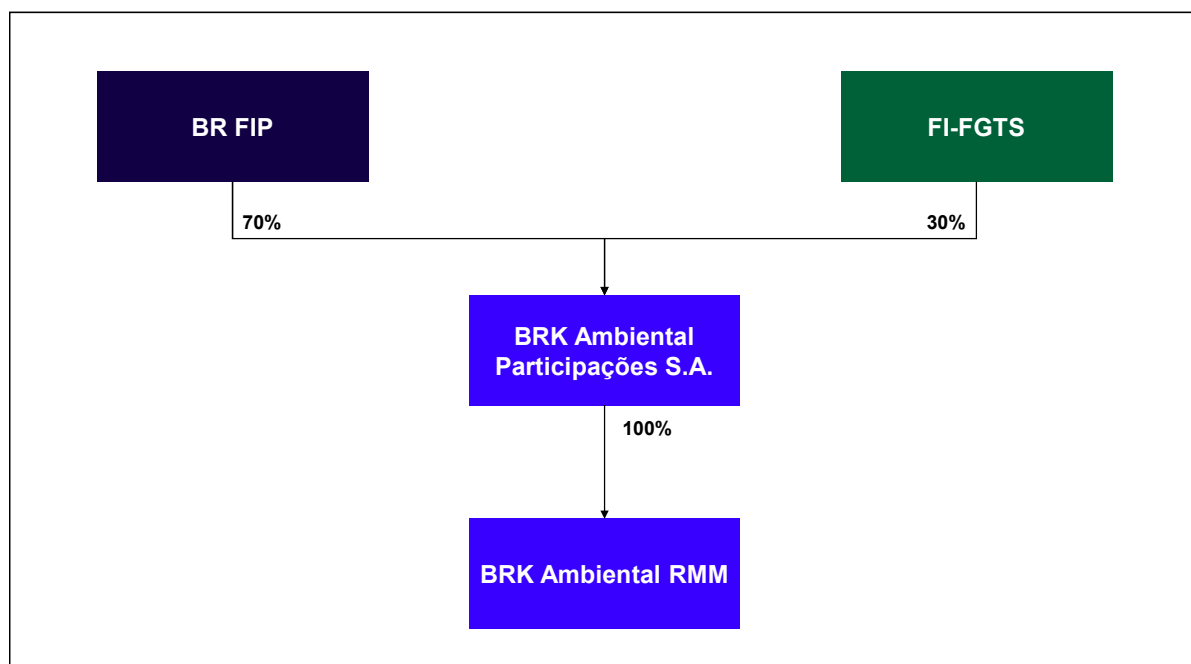 BR FIP
FI-FGTS
70%
30%
BRK Ambiental
Participações S.A.
100%
BRK Ambiental RMM